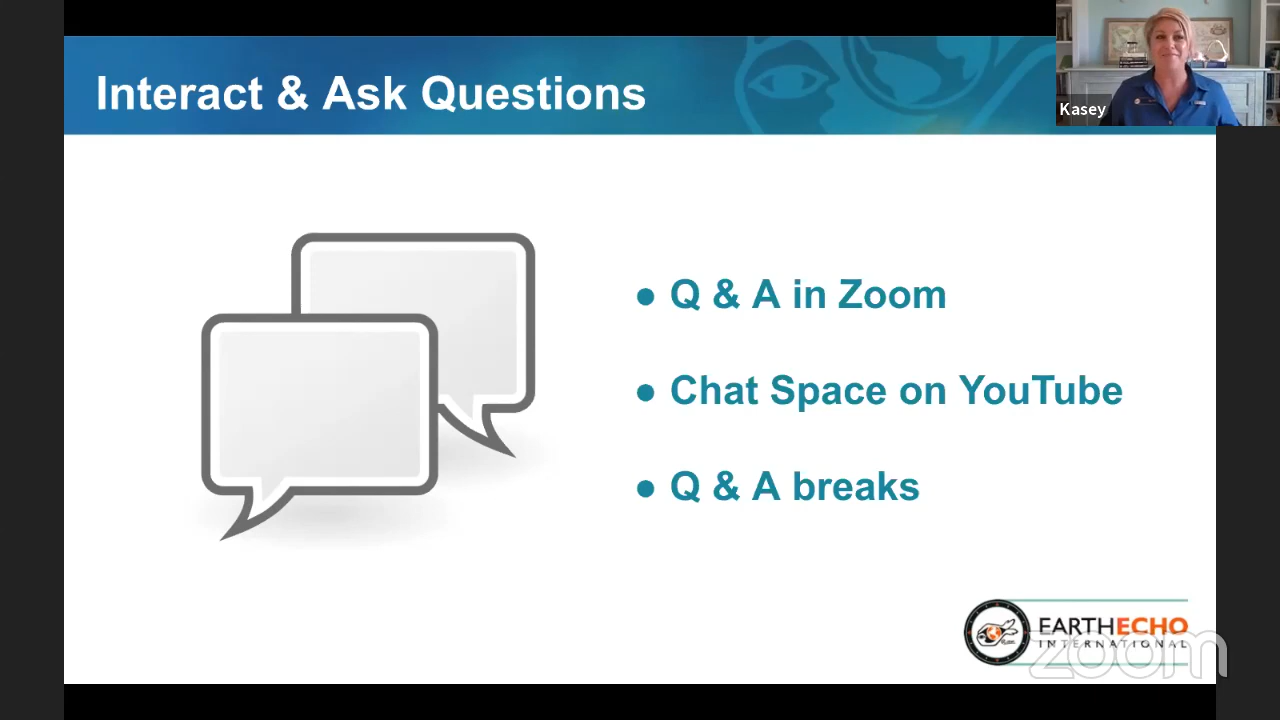 Interact & Ask Questions
Kasey
● Q & A in Zoom
● Chat Space on YouTube
● Q & A breaks
EARTHECHO
INTERNATIONAL
zoom